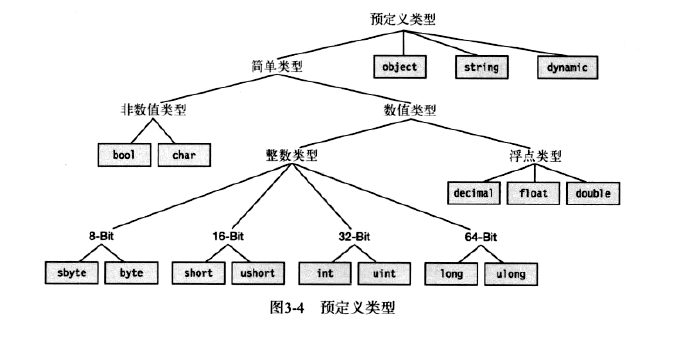 预定义类型
简单类型 object string dynamic
非数值类型 数值类型
bool char 整数类型 浮点类型
decimal float double
8-Bit 16-Bit 32-Bit 64-Bit
sbyte byte short ushort int uint long ulong
图3-4 预定义类型